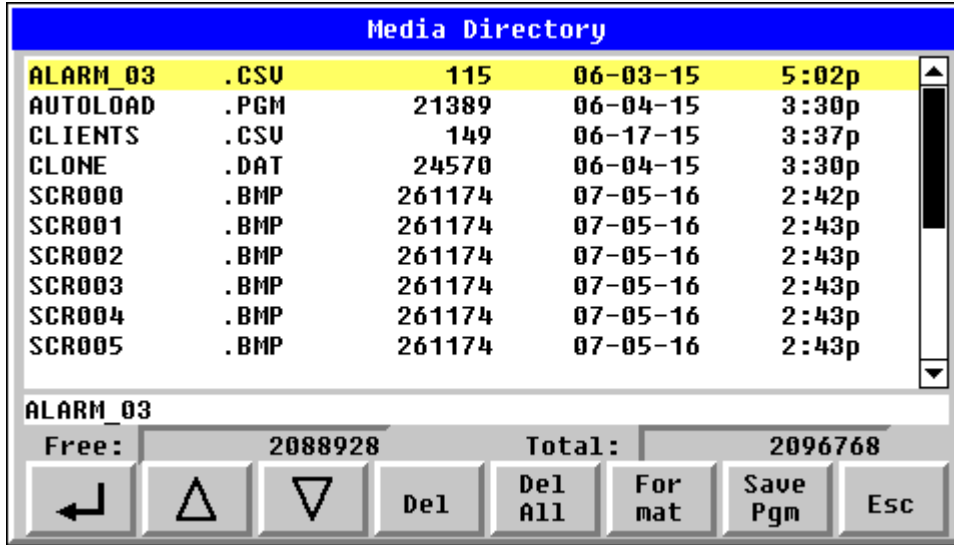 Media Directory
ALARM_03 .CSV 115 06-03-15 5:02p
AUTOLOAD .PGM 21389 06-04-15 3:30p
CLIENTS .CSV 149 06-17-15 3:37p
CLONE .DAT 24570 06-04-15 3:30p
SCR000 .BMP 261174 07-05-16 2:42p
SCR001 .BMP 261174 07-05-16 2:43p
SCR002 .BMP 261174 07-05-16 2:43p
SCR003 .BMP 261174 07-05-16 2:43p
SCR004 .BMP 261174 07-05-16 2:43p
SCR005 .BMP 261174 07-05-16 2:43p
ALARM_03
Free: 2088928 Total: 2096768
Del
Del
All
For
mat
Save
Pgm
Esc